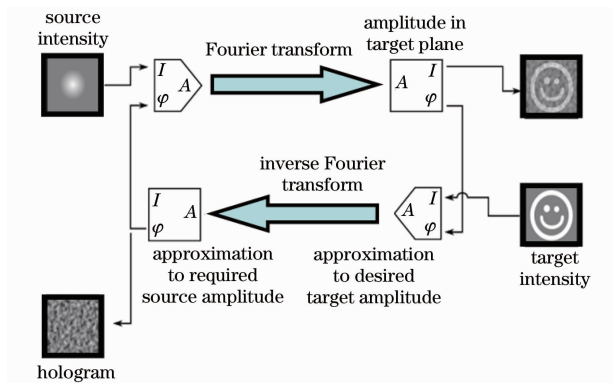 source
intensity
Fourier transform
amplitude in
target plane
I
φ
A
A
I
φ
inverse Fourier
transform
I
φ
A
A
I
φ
approximation
to required
source amplitude
approximation
to desired
target amplitude
target
intensity
hologram